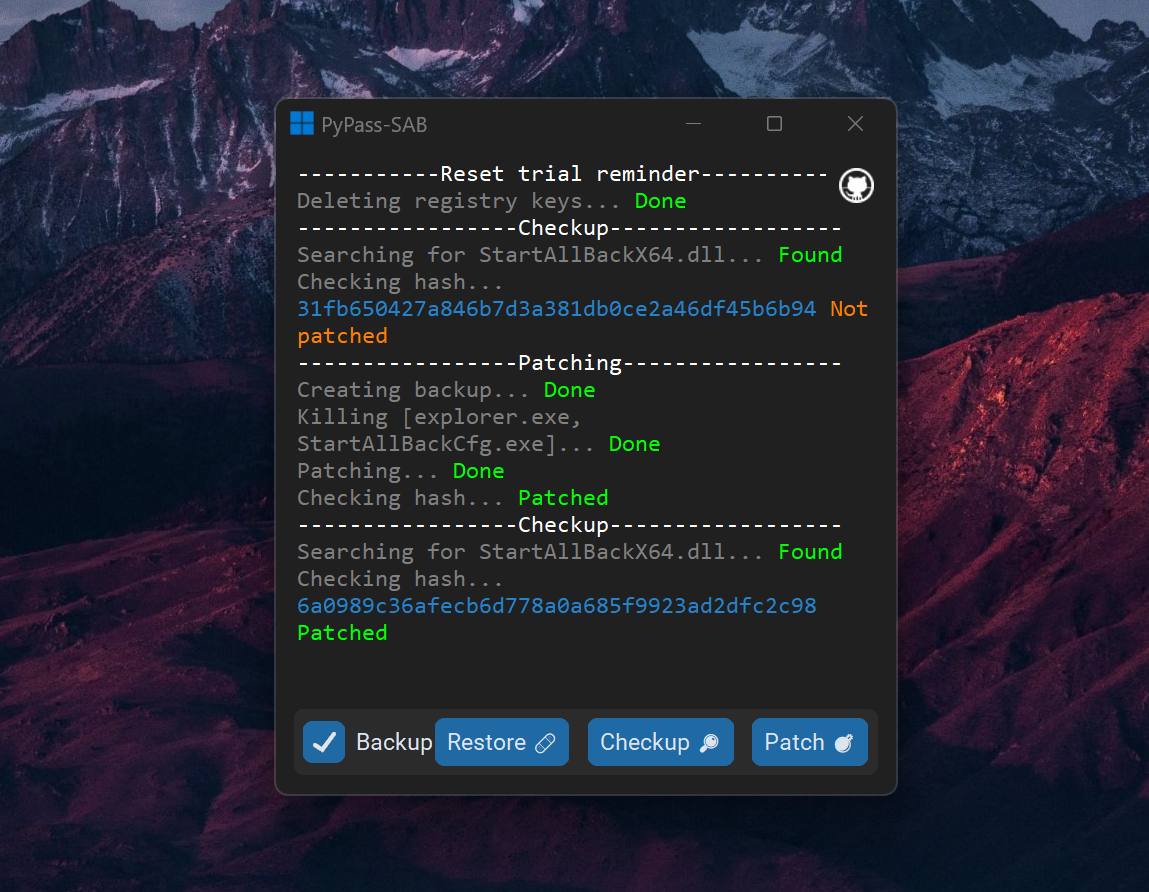 PyPass-SAB
-----------Reset trial reminder----------
Deleting registry keys... Done
-----------------Checkup------------------
Searching for StartAllBackX64.dll... Found
Checking hash...
31fb650427a846b7d3a381db0ce2a46df45b6b94 Not
patched
-----------------Patching-----------------
Creating backup... Done
Killing [explorer.exe,
StartAllBackCfg.exe]... Done
Patching... Done
Checking hash... Patched
-----------------Checkup------------------
Searching for StartAllBackX64.dll... Found
Checking hash...
6a0989c36afecb6d778a0a685f9923ad2dfc2c98
Patched
Backup Restore Checkup Patch